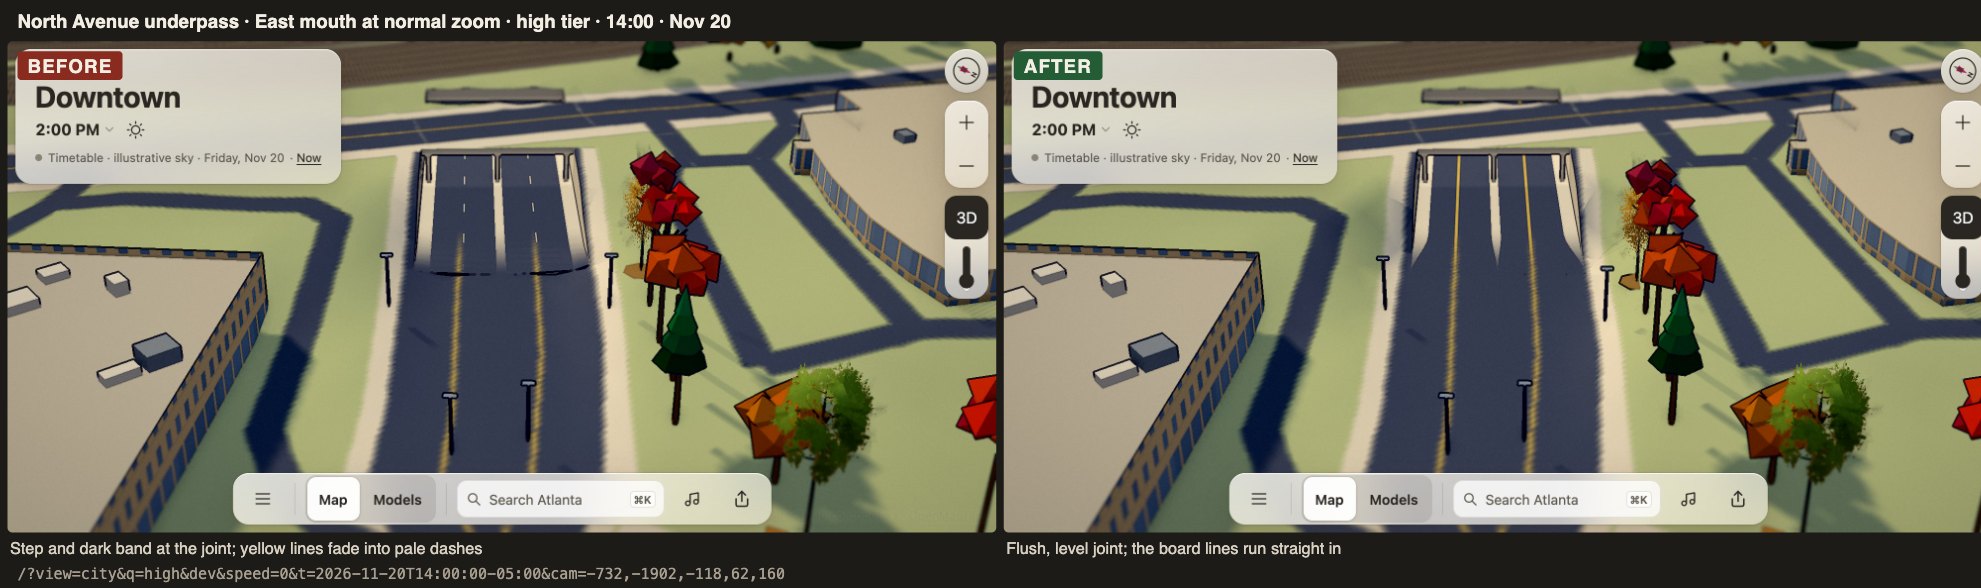 North Avenue underpass · East mouth at normal zoom · high tier · 14:00 · Nov 20
BEFORE
Downtown
2:00 PM
Timetable · illustrative sky · Friday, Nov 20 · Now
3D
Map
Models
Search Atlanta
⌘K
Step and dark band at the joint; yellow lines fade into pale dashes
AFTER
Downtown
2:00 PM
Timetable · illustrative sky · Friday, Nov 20 · Now
3D
Map
Models
Search Atlanta
⌘K
Flush, level joint; the board lines run straight in
/?view=city&q=high&dev&speed=0&t=2026-11-20T14:00:00-05:00&cam=-732,-1902,-118,62,160